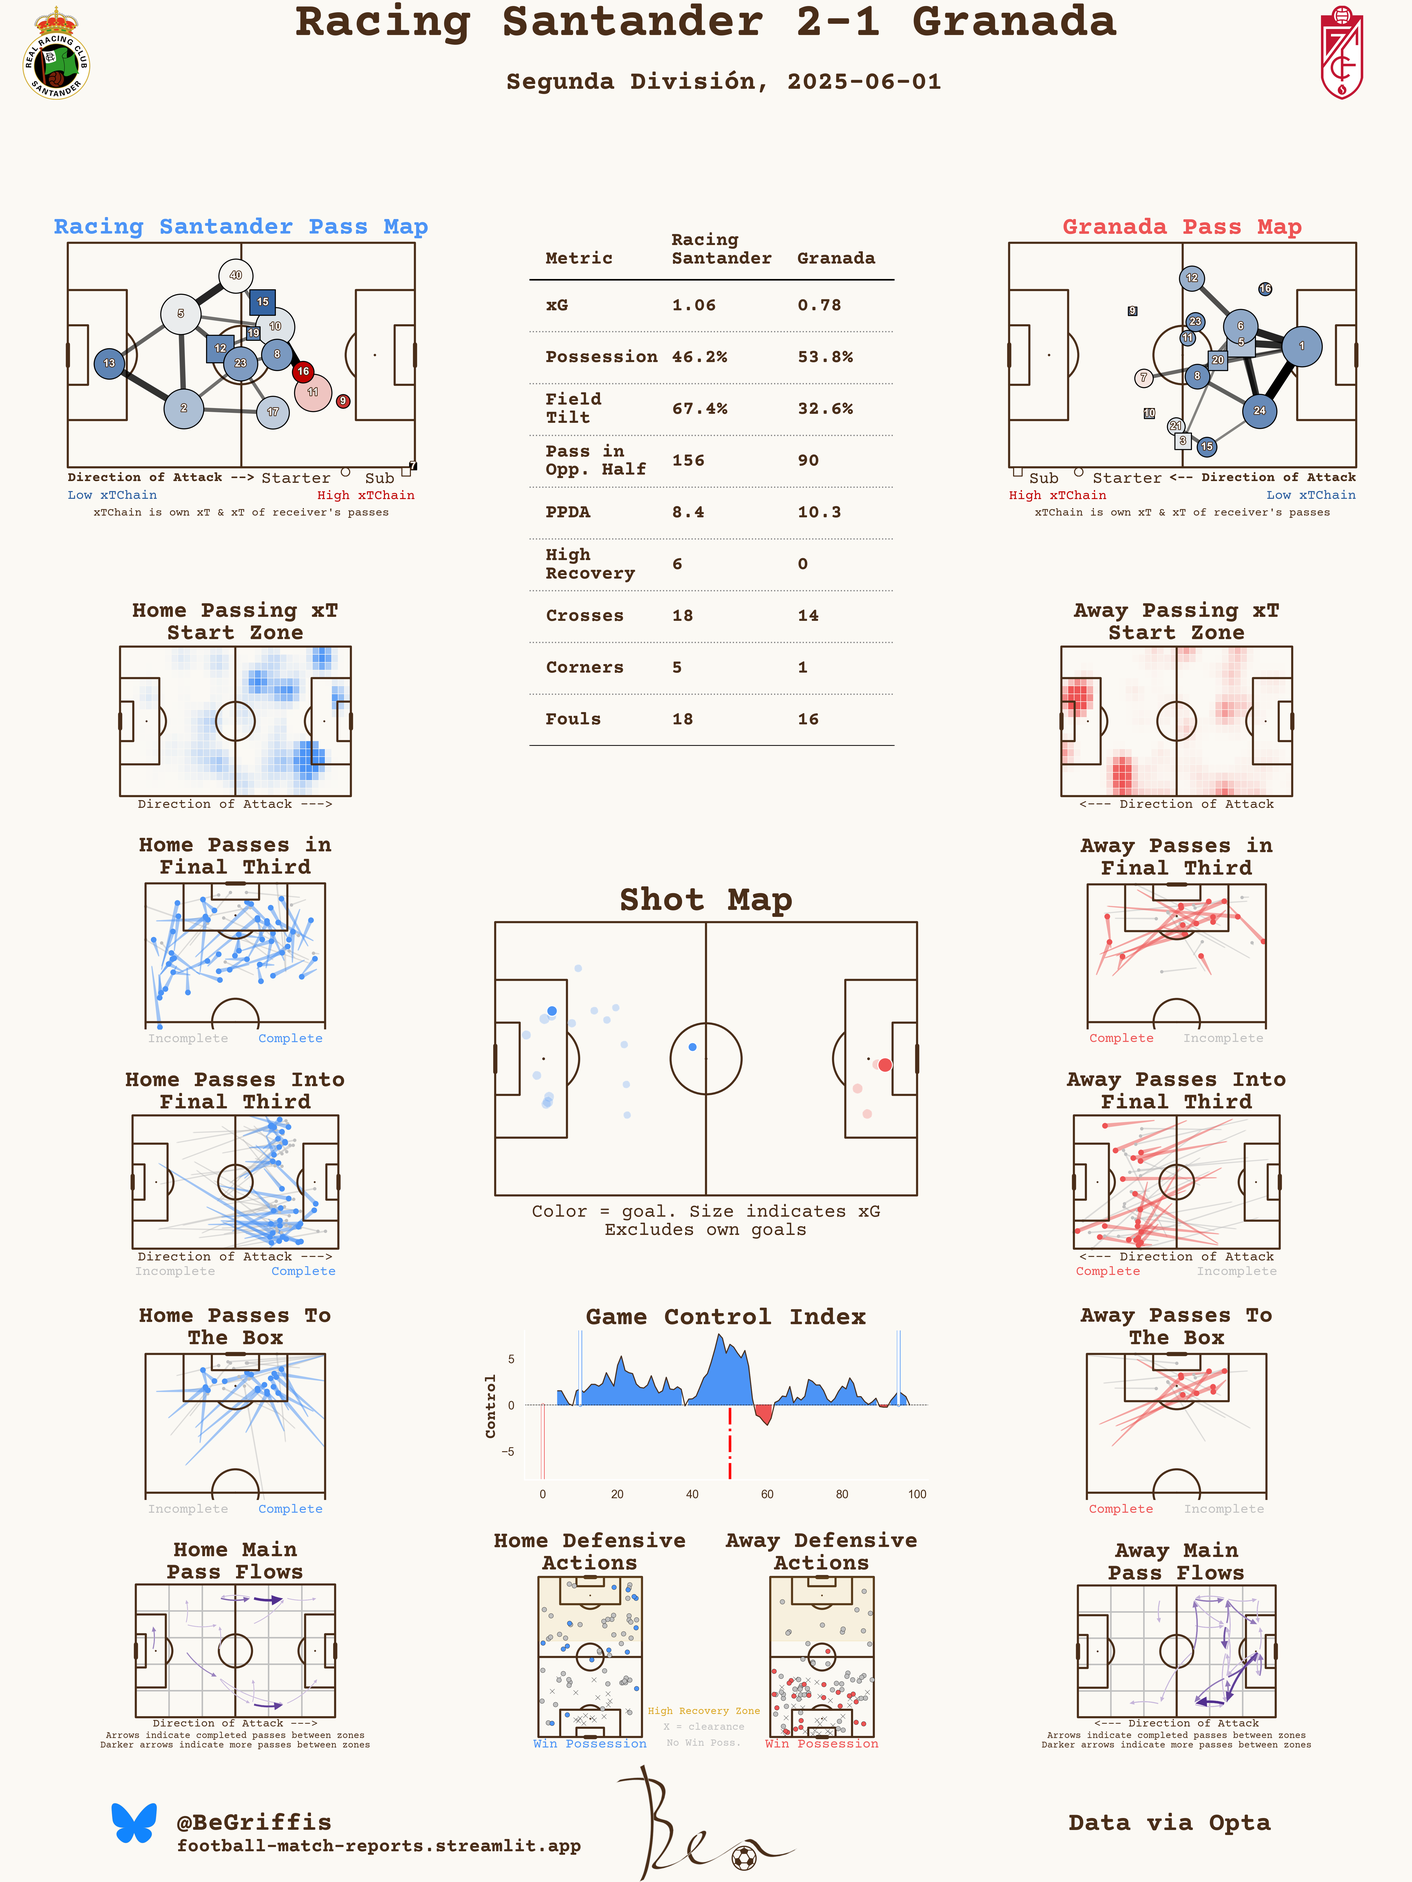 Racing Santander 2-1 Granada
Segunda División, 2025-06-01
REAL RACING CLUB
SANTANDER
Racing Santander Pass Map
40
15
5
10
19
12
8
13
23
16
11
9
2
17
7
Direction of Attack --> Starter Sub
Low xTChain High xTChain
xTChain is own xT & xT of receiver's passes
Metric Racing Santander Granada
xG 1.06 0.78
Possession 46.2% 53.8%
Field Tilt 67.4% 32.6%
Pass in Opp. Half 156 90
PPDA 8.4 10.3
High Recovery 6 0
Crosses 18 14
Corners 5 1
Fouls 18 16
Granada Pass Map
12
16
9
23
6
11
5
1
20
7
8
10
24
21
3
15
Sub Starter <-- Direction of Attack
High xTChain Low xTChain
xTChain is own xT & xT of receiver's passes
Home Passing xT
Start Zone
Direction of Attack --->
Away Passing xT
Start Zone
<--- Direction of Attack
Home Passes in
Final Third
Incomplete Complete
Away Passes in
Final Third
Complete Incomplete
Shot Map
Color = goal. Size indicates xG
Excludes own goals
Home Passes Into
Final Third
Direction of Attack --->
Incomplete Complete
Away Passes Into
Final Third
<--- Direction of Attack
Complete Incomplete
Home Passes To
The Box
Incomplete Complete
Game Control Index
Control
5
0
−5
0 20 40 60 80 100
Away Passes To
The Box
Complete Incomplete
Home Main
Pass Flows
Direction of Attack --->
Arrows indicate completed passes between zones
Darker arrows indicate more passes between zones
Home Defensive
Actions
Win Possession
High Recovery Zone
X = clearance
No Win Poss.
Away Defensive
Actions
Win Possession
Away Main
Pass Flows
<--- Direction of Attack
Arrows indicate completed passes between zones
Darker arrows indicate more passes between zones
@BeGriffis
football-match-reports.streamlit.app
Ben
Data via Opta